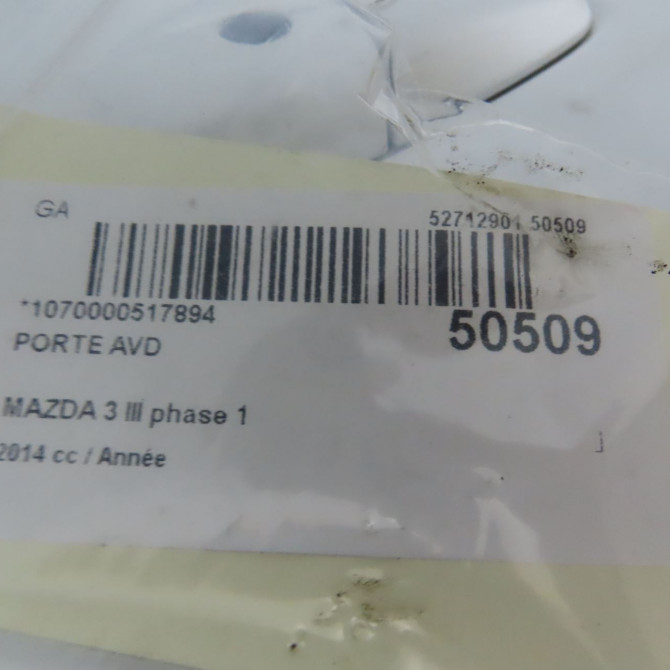 GA
52712901 50509
*1070000517894
50509
PORTE AVD
MAZDA 3 III phase 1
2014 cc / Année